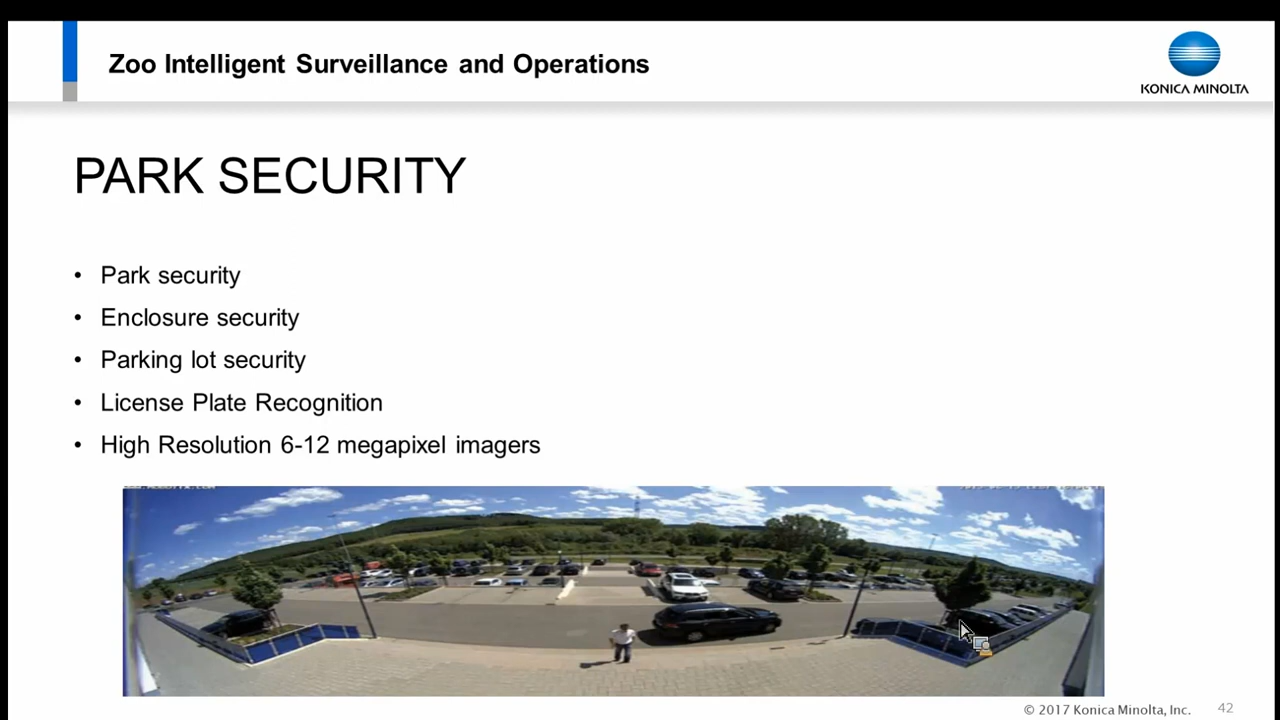 Zoo Intelligent Surveillance and Operations
KONICA MINOLTA
PARK SECURITY
• Park security
• Enclosure security
• Parking lot security
• License Plate Recognition
• High Resolution 6-12 megapixel imagers
© 2017 Konica Minolta, Inc.
42